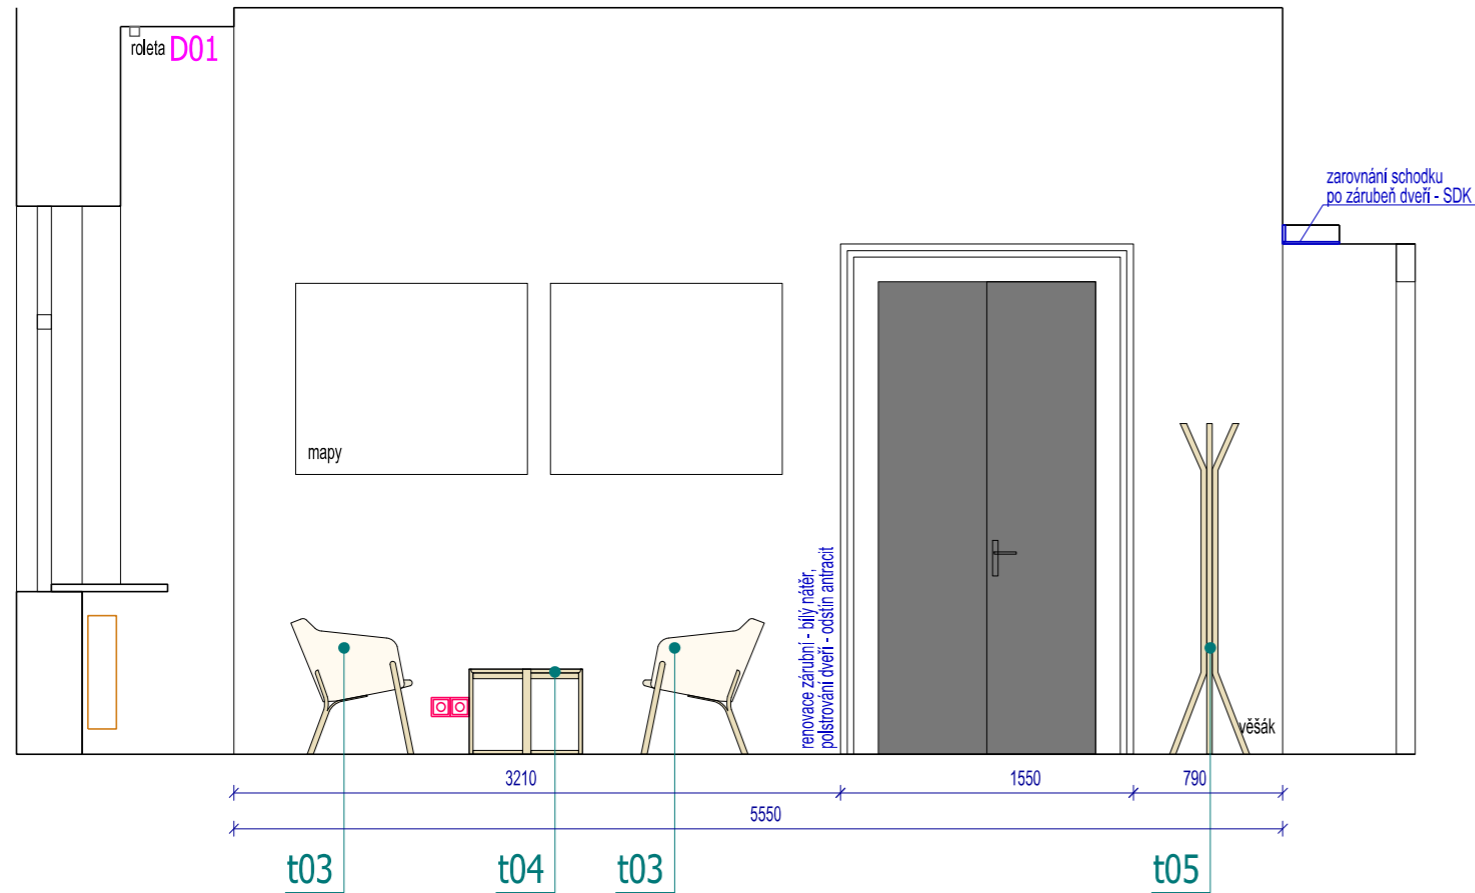 roleta D01
zarovnání schodku
po zárubeň dveří - SDK
mapy
renovace zárubní - bílý nátěr,
polstrování dveří - odstín antracit
věšák
3210
1550
790
5550
t03
t04
t03
t05